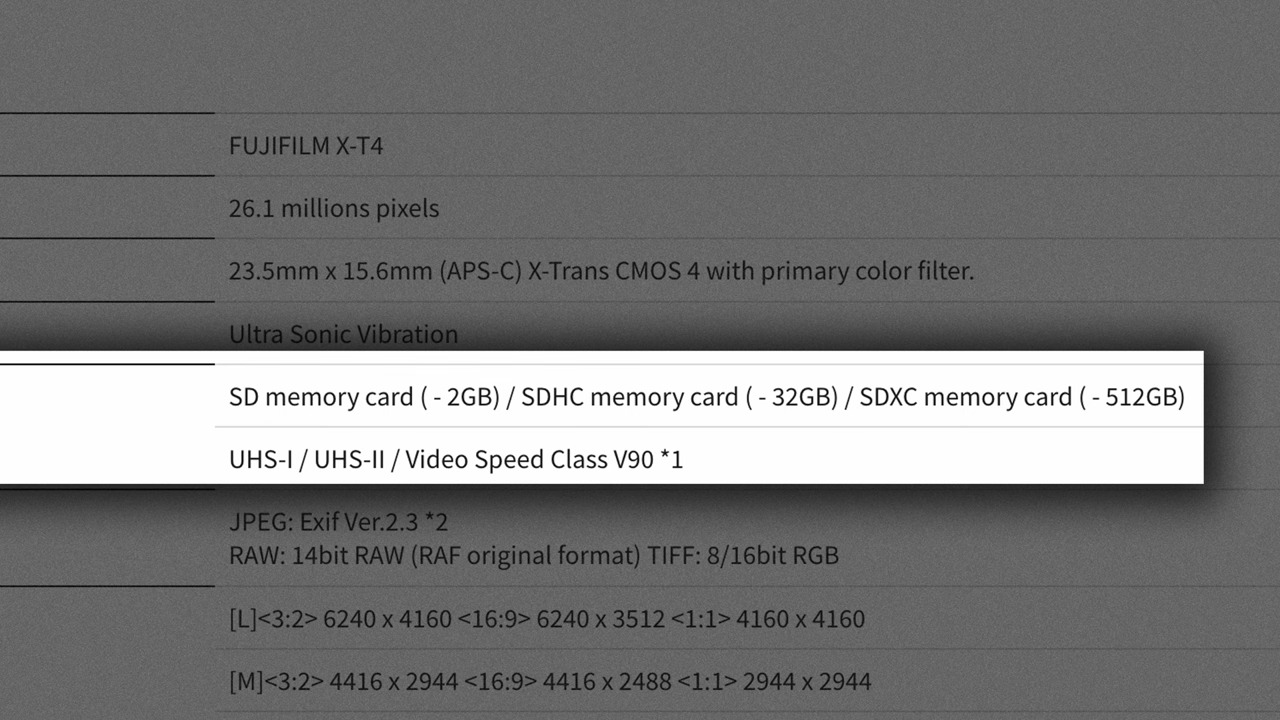 FUJIFILM X-T4
26.1 millions pixels
23.5mm x 15.6mm (APS-C) X-Trans CMOS 4 with primary color filter.
Ultra Sonic Vibration
SD memory card ( - 2GB) / SDHC memory card ( - 32GB) / SDXC memory card ( - 512GB)
UHS-I / UHS-II / Video Speed Class V90 *1
JPEG: Exif Ver.2.3 *2
RAW: 14bit RAW (RAF original format) TIFF: 8/16bit RGB
[L]<3:2> 6240 x 4160 <16:9> 6240 x 3512 <1:1> 4160 x 4160
[M]<3:2> 4416 x 2944 <16:9> 4416 x 2488 <1:1> 2944 x 2944